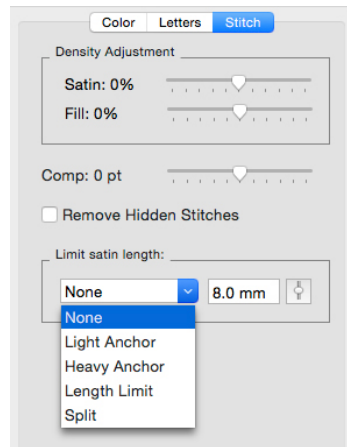 Color Letters Stitch
Density Adjustment
Satin: 0%
Fill: 0%
Comp: 0 pt
Remove Hidden Stitches
Limit satin length:
None 8.0 mm
None
Light Anchor
Heavy Anchor
Length Limit
Split